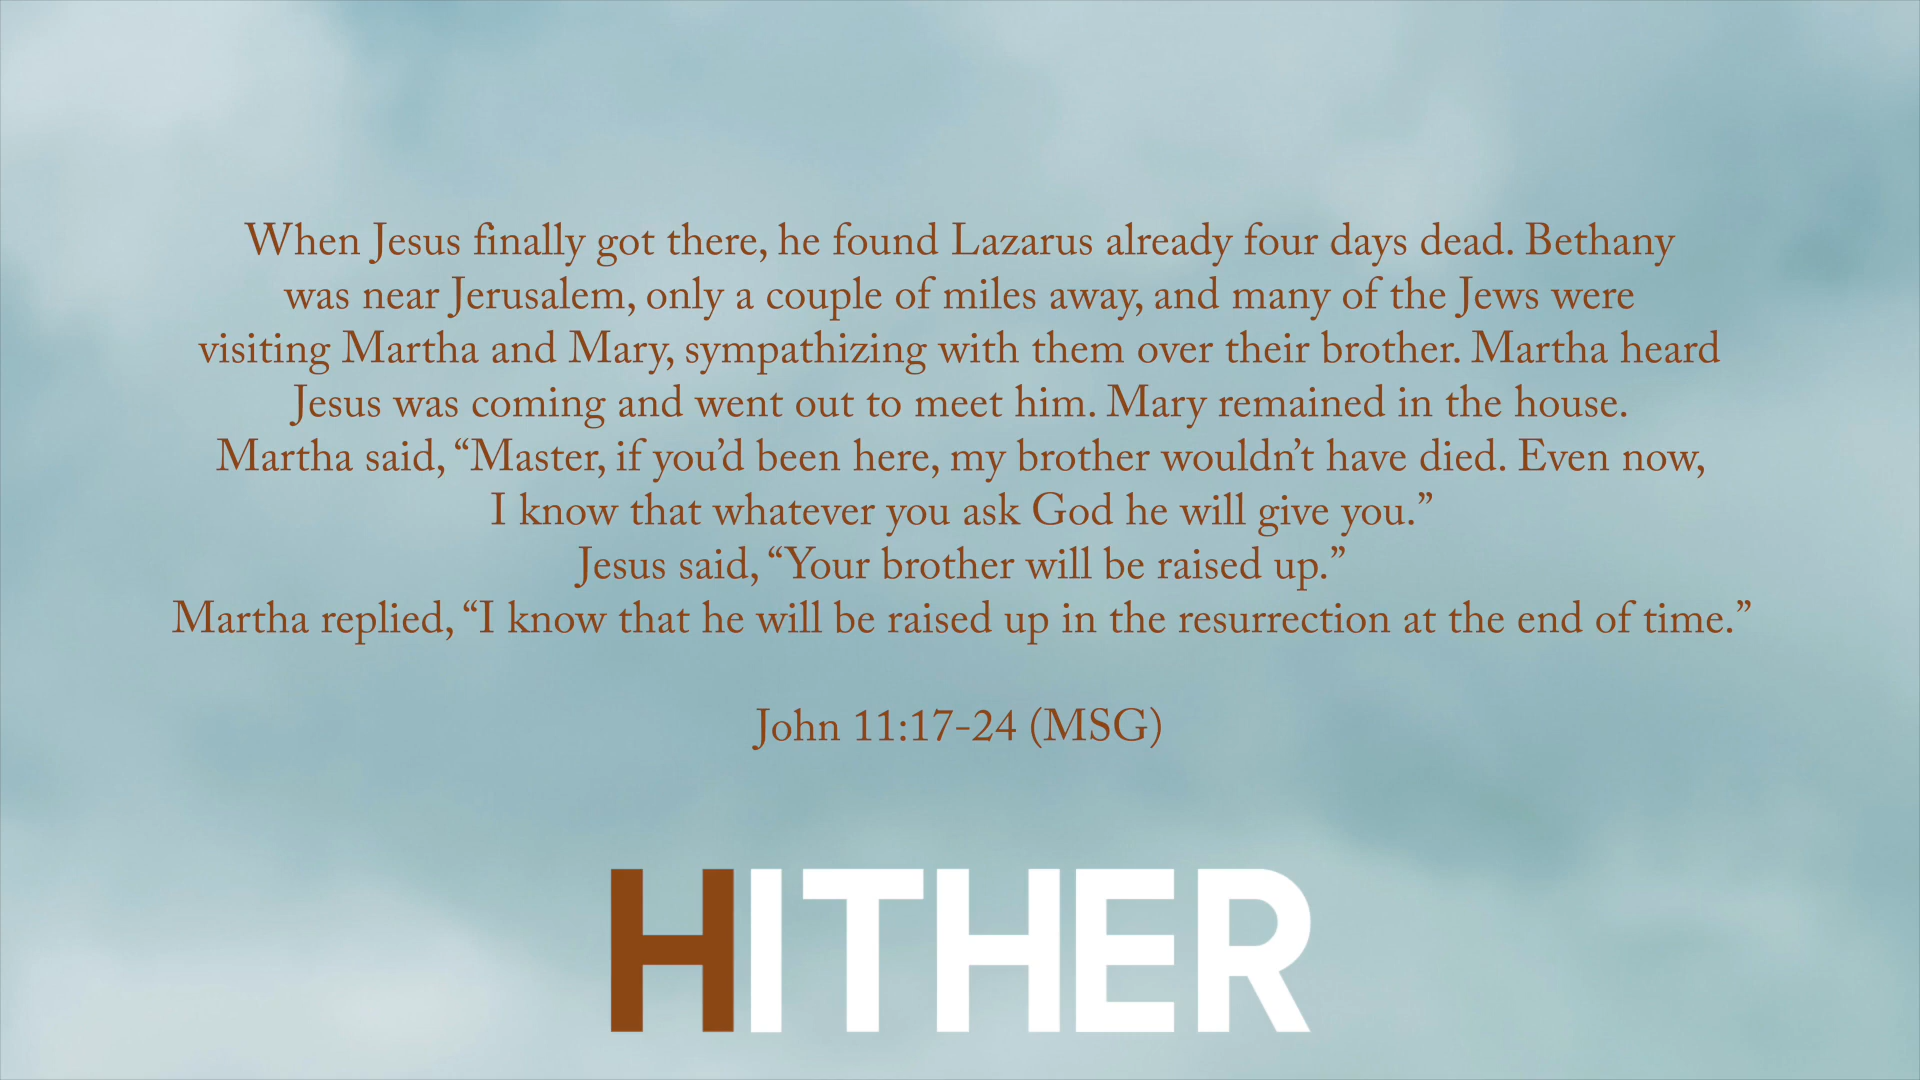 When Jesus finally got there, he found Lazarus already four days dead. Bethany
was near Jerusalem, only a couple of miles away, and many of the Jews were
visiting Martha and Mary, sympathizing with them over their brother. Martha heard
Jesus was coming and went out to meet him. Mary remained in the house.
Martha said, “Master, if you’d been here, my brother wouldn’t have died. Even now,
I know that whatever you ask God he will give you.”
Jesus said, “Your brother will be raised up.”
Martha replied, “I know that he will be raised up in the resurrection at the end of time.”
John 11:17-24 (MSG)
HITHER